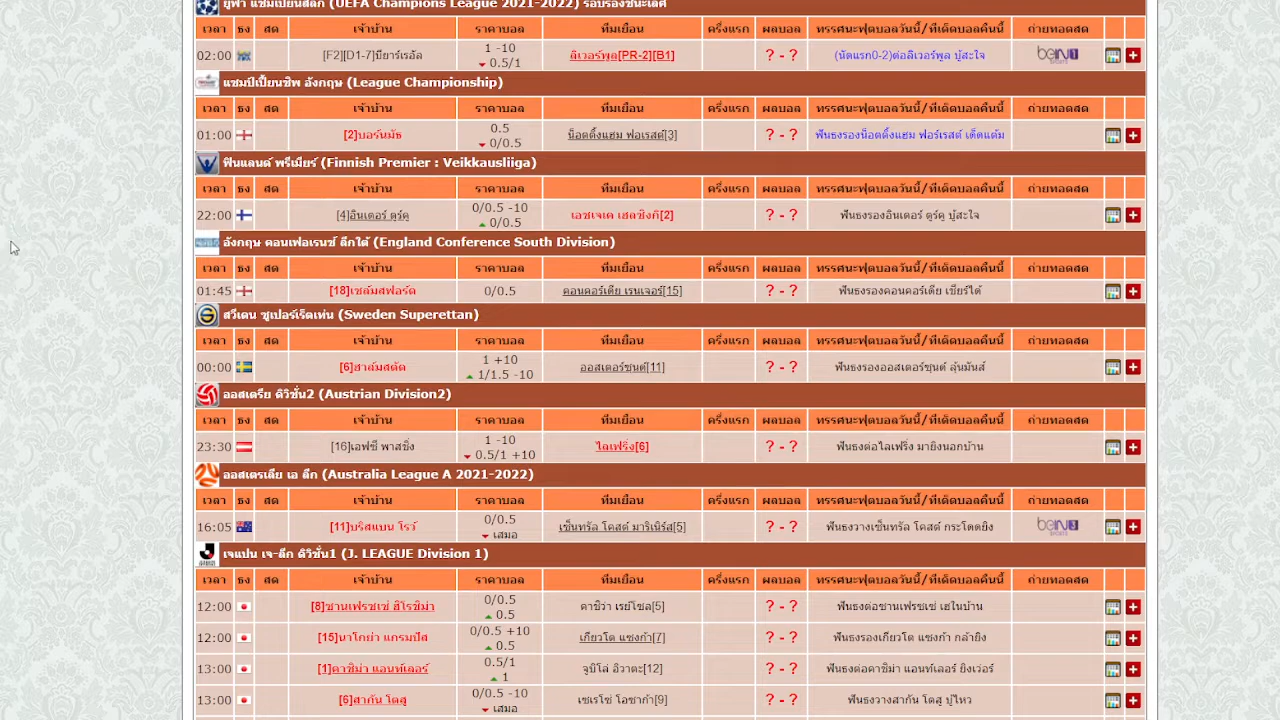 ยูฟ่า แชมเปี้ยนส์ลีก (UEFA Champions League 2021-2022) รอบรองชนะเลิศ
เวลา ธง สด เจ้าบ้าน ราคาบอล ทีมเยือน ครึ่งแรก ผลบอล ทรรศนะฟุตบอลวันนี้/ทีเด็ดบอลคืนนี้ ถ่ายทอดสด
02:00 [F2][D1-7]บียาร์เรอัล 1 -10 0.5/1 ลิเวอร์พูล[PR-2][B1] ? - ? (นัดแรก0-2)ต่อลิเวอร์พูล บู๊สะใจ beIN SPORTS 1
แชมป์เปี้ยนชิพ อังกฤษ (League Championship)
เวลา ธง สด เจ้าบ้าน ราคาบอล ทีมเยือน ครึ่งแรก ผลบอล ทรรศนะฟุตบอลวันนี้/ทีเด็ดบอลคืนนี้ ถ่ายทอดสด
01:00 [2]บอร์นมัธ 0.5 0/0.5 น็อตติ้งแฮม ฟอเรสต์[3] ? - ? ฟันธงรองน็อตติ้งแฮม ฟอร์เรสต์ เด็ดแต้ม
ฟินแลนด์ พรีเมียร์ (Finnish Premier : Veikkausliiga)
เวลา ธง สด เจ้าบ้าน ราคาบอล ทีมเยือน ครึ่งแรก ผลบอล ทรรศนะฟุตบอลวันนี้/ทีเด็ดบอลคืนนี้ ถ่ายทอดสด
22:00 [4]อินเตอร์ ตุร์คู 0/0.5 -10 0/0.5 เอชเจเค เฮลซิงกิ[2] ? - ? ฟันธงรองอินเตอร์ ตุร์คู บู๊สะใจ
อังกฤษ คอนเฟอเรนซ์ ลีกใต้ (England Conference South Division)
เวลา ธง สด เจ้าบ้าน ราคาบอล ทีมเยือน ครึ่งแรก ผลบอล ทรรศนะฟุตบอลวันนี้/ทีเด็ดบอลคืนนี้ ถ่ายทอดสด
01:45 [18]เชล์มสฟอร์ด 0/0.5 คอนคอร์เดีย เรนเจอร์[15] ? - ? ฟันธงรองคอนคอร์เดีย เชียร์ได้
สวีเดน ซูเปอร์เร็ตเท่น (Sweden Superettan)
เวลา ธง สด เจ้าบ้าน ราคาบอล ทีมเยือน ครึ่งแรก ผลบอล ทรรศนะฟุตบอลวันนี้/ทีเด็ดบอลคืนนี้ ถ่ายทอดสด
00:00 [6]ฮาล์มสตัด 1 +10 1/1.5 -10 ออสเตอร์ซุนด์[11] ? - ? ฟันธงรองออสเตอร์ซุนด์ ลุ้นมันส์
ออสเตรีย ดิวิชั่น2 (Austrian Division2)
เวลา ธง สด เจ้าบ้าน ราคาบอล ทีมเยือน ครึ่งแรก ผลบอล ทรรศนะฟุตบอลวันนี้/ทีเด็ดบอลคืนนี้ ถ่ายทอดสด
23:30 [16]เอฟซี พาสชิ่ง 1 -10 0.5/1 +10 ไลเฟริ่ง[6] ? - ? ฟันธงต่อไลเฟริ่ง มายิงนอกบ้าน
ออสเตรเลีย เอ ลีก (Australia League A 2021-2022)
เวลา ธง สด เจ้าบ้าน ราคาบอล ทีมเยือน ครึ่งแรก ผลบอล ทรรศนะฟุตบอลวันนี้/ทีเด็ดบอลคืนนี้ ถ่ายทอดสด
16:05 [11]บริสแบน โรว์ 0/0.5 เสมอ เซ็นทรัล โคสต์ มาริเนิร์ส[5] ? - ? ฟันธงวางเซ็นทรัล โคสต์ กระโดดยิง beIN SPORTS 3
เจแปน เจ-ลีก ดิวิชั่น1 (J. LEAGUE Division 1)
เวลา ธง สด เจ้าบ้าน ราคาบอล ทีมเยือน ครึ่งแรก ผลบอล ทรรศนะฟุตบอลวันนี้/ทีเด็ดบอลคืนนี้ ถ่ายทอดสด
12:00 [8]ซานเฟรซเซ่ ฮิโรชิม่า 0/0.5 0.5 คาชิว่า เรย์โซล[5] ? - ? ฟันธงต่อซานเฟรซเซ่ เฮในบ้าน
12:00 [15]นาโกย่า แกรมปัส 0/0.5 +10 0.5 เกียวโต แซงก้า[7] ? - ? ฟันธงรองเกียวโต แซงก้า กล้ายิง
13:00 [1]คาชิม่า แอนท์เลอร์ 0.5/1 1 จูบิโล่ อิวาตะ[12] ? - ? ฟันธงต่อคาชิม่า แอนท์เลอร์ ยิงเว่อร์
13:00 [6]สากัน โตสุ 0/0.5 -10 เสมอ เซเรโซ่ โอซาก้า[9] ? - ? ฟันธงวางสากัน โตสุ บู๊ไหว